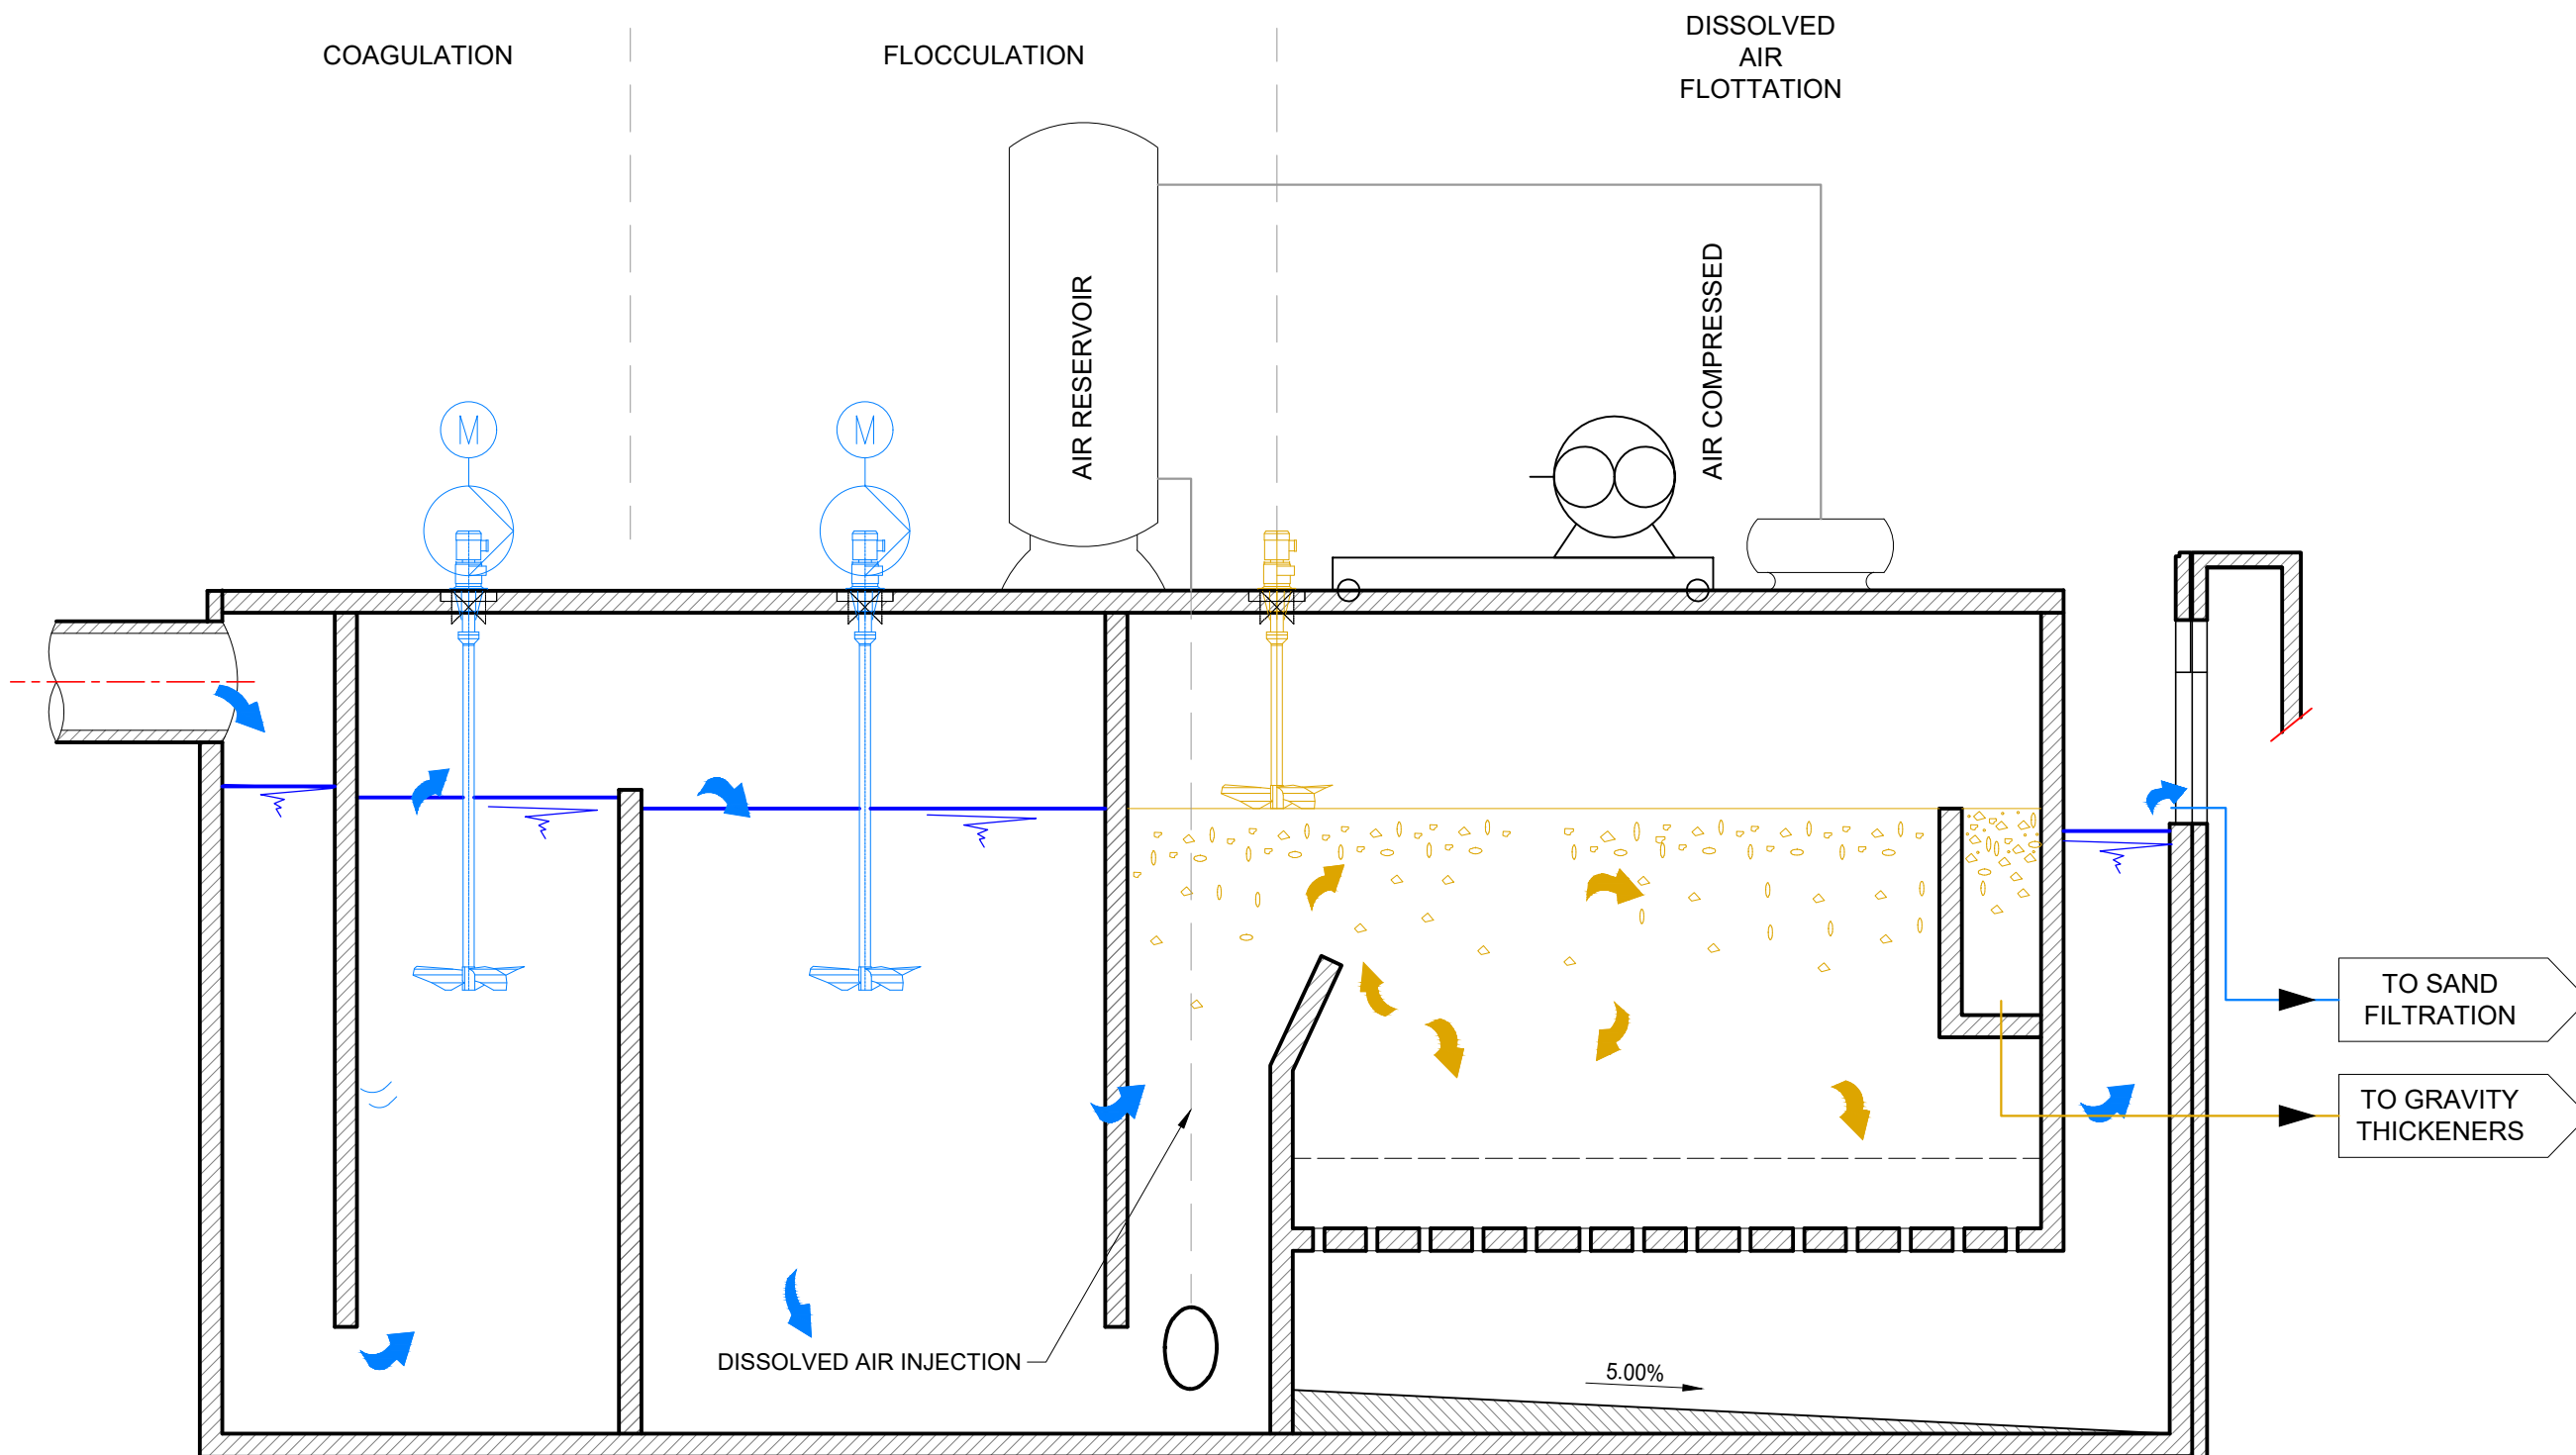 COAGULATION
FLOCCULATION
DISSOLVED
AIR
FLOTTATION
AIR RESERVOIR
AIR COMPRESSED
M
M
TO SAND
FILTRATION
TO GRAVITY
THICKENERS
DISSOLVED AIR INJECTION
5.00%